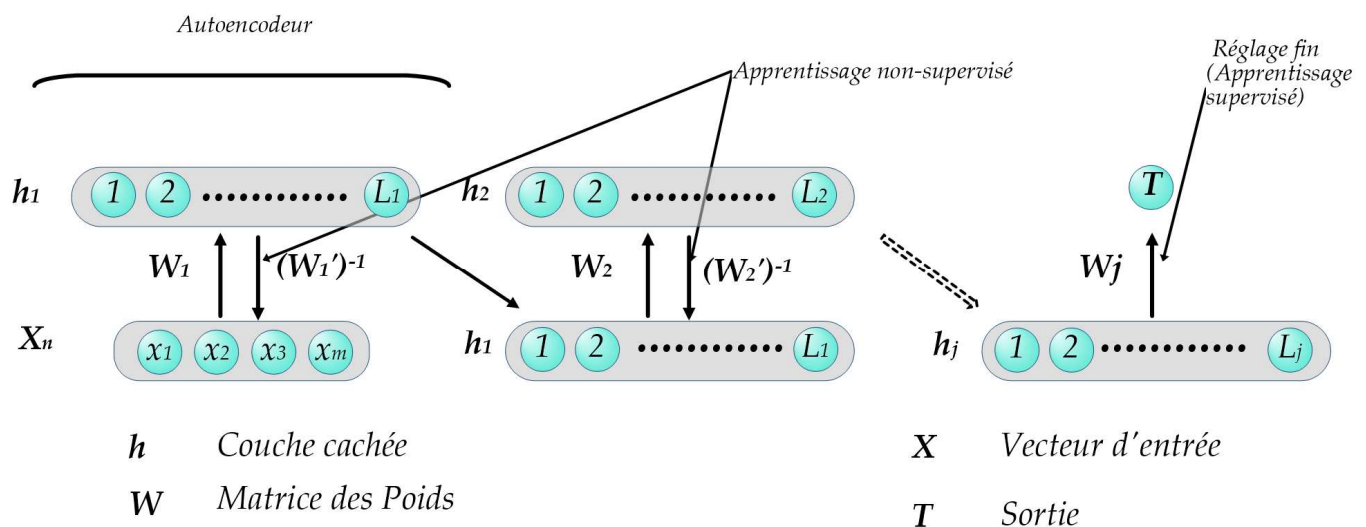 Autoencodeur
Apprentissage non-supervisé
Réglage fin
(Apprentissage
supervisé)
h1 1 2 ............ L1
h2 1 2 ............ L2
T
W1 (W1')-1
W2 (W2')-1
Wj
Xn x1 x2 x3 xm
h1 1 2 ............ L1
hj 1 2 ............ Lj
h Couche cachée
X Vecteur d'entrée
W Matrice des Poids
T Sortie